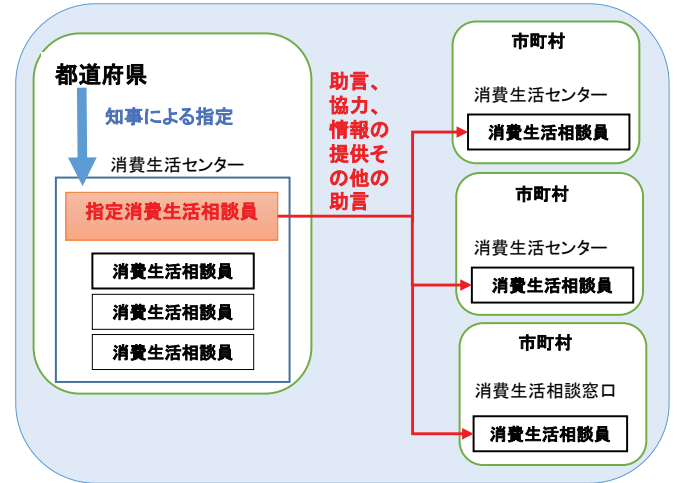 都道府県
知事による指定
消費生活センター
指定消費生活相談員
消費生活相談員
消費生活相談員
消費生活相談員
助言、
協力、
情報の
提供そ
の他の
助言
市町村
消費生活センター
消費生活相談員
市町村
消費生活センター
消費生活相談員
市町村
消費生活相談窓口
消費生活相談員